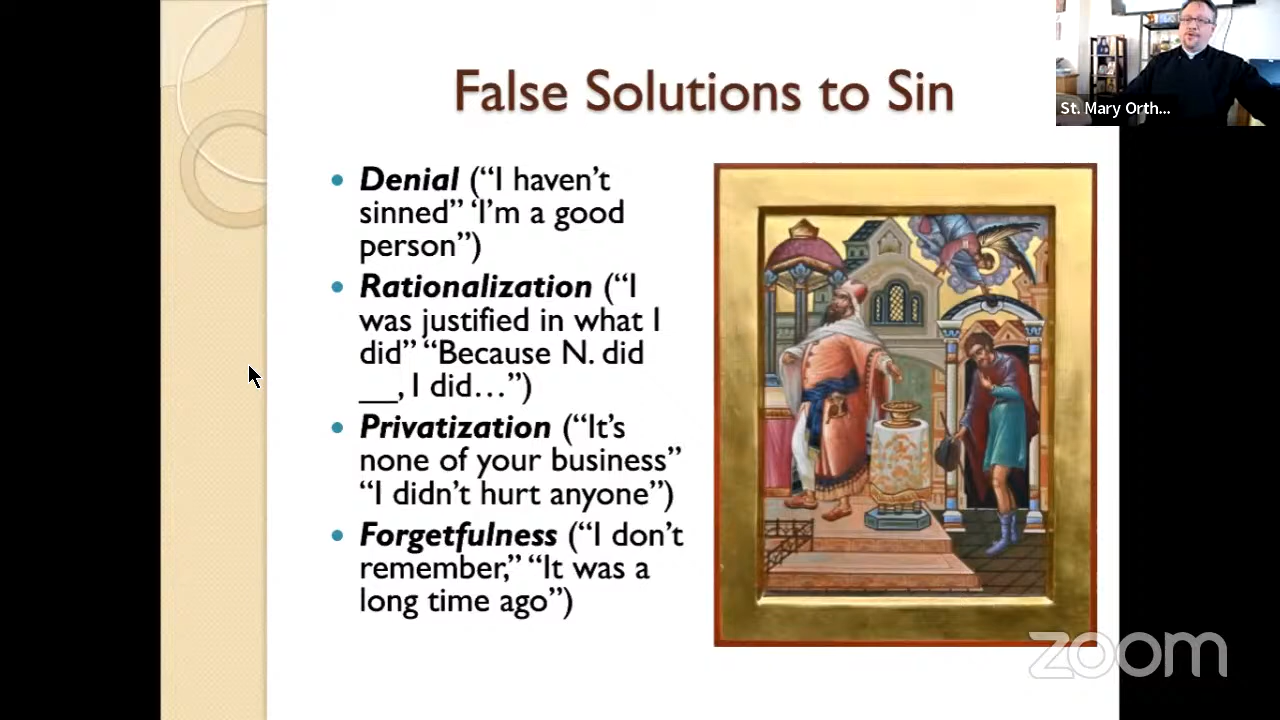 False Solutions to Sin
St. Mary Orth...
• Denial (“I haven’t
sinned” ‘I’m a good
person”)
• Rationalization (“I
was justified in what I
did” “Because N. did
__, I did…”)
• Privatization (“It’s
none of your business”
“I didn’t hurt anyone”)
• Forgetfulness (“I don’t
remember,” “It was a
long time ago”)
zoom